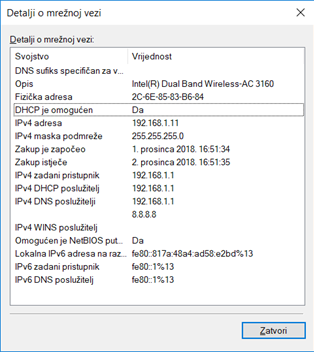 Detalji o mrežnoj vezi
Detalji o mrežnoj vezi:
Svojstvo Vrijednost
DNS sufiks specifičan za v...
Opis Intel(R) Dual Band Wireless-AC 3160
Fizička adresa 2C-6E-85-83-B6-84
DHCP je omogućen Da
IPv4 adresa 192.168.1.11
IPv4 maska podmreže 255.255.255.0
Zakup je započeo 1. prosinca 2018. 16:51:34
Zakup istječe 2. prosinca 2018. 16:51:35
IPv4 zadani pristupnik 192.168.1.1
IPv4 DHCP poslužitelj 192.168.1.1
IPv4 DNS poslužitelji 192.168.1.1
8.8.8.8
IPv4 WINS poslužitelj
Omogućen je NetBIOS put... Da
Lokalna IPv6 adresa na raz... fe80::817a:48a4:ad58:e2bd%13
IPv6 zadani pristupnik fe80::1%13
IPv6 DNS poslužitelj fe80::1%13
Zatvori